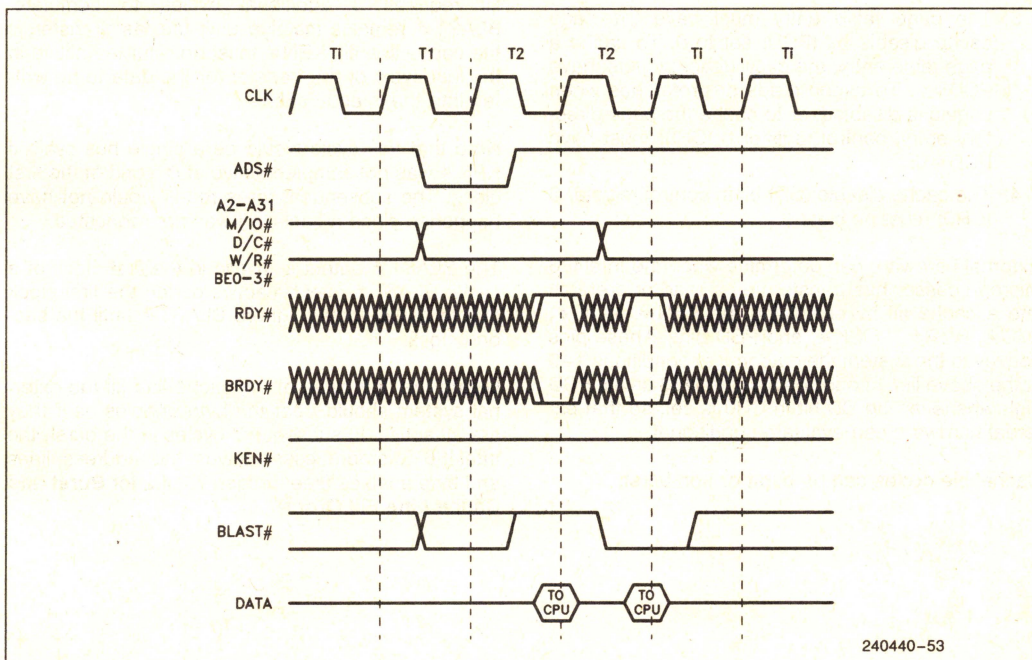 Ti T1 T2 T2 Ti Ti
CLK
ADS#
A2-A31
M/IO#
D/C#
W/R#
BE0-3#
RDY#
BRDY#
KEN#
BLAST#
DATA
TO
CPU
TO
CPU
240440-53